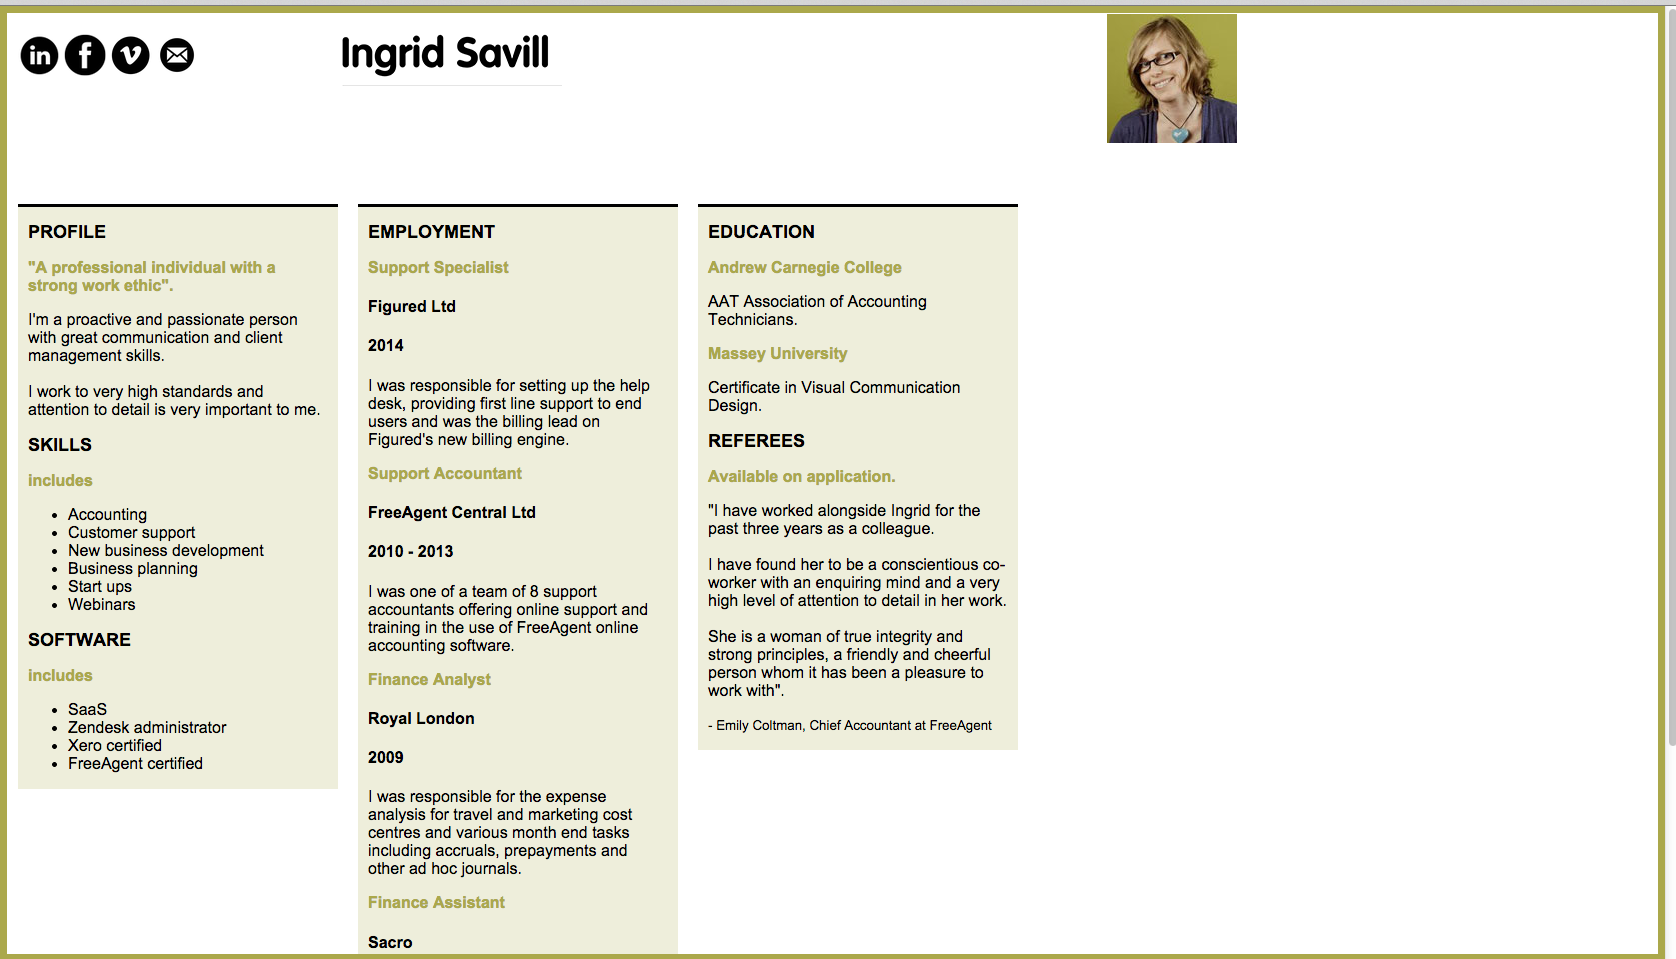 in f v
Ingrid Savill
PROFILE
"A professional individual with a
strong work ethic".
I'm a proactive and passionate person
with great communication and client
management skills.
I work to very high standards and
attention to detail is very important to me.
SKILLS
includes
• Accounting
• Customer support
• New business development
• Business planning
• Start ups
• Webinars
SOFTWARE
includes
• SaaS
• Zendesk administrator
• Xero certified
• FreeAgent certified
EMPLOYMENT
Support Specialist
Figured Ltd
2014
I was responsible for setting up the help
desk, providing first line support to end
users and was the billing lead on
Figured's new billing engine.
Support Accountant
FreeAgent Central Ltd
2010 - 2013
I was one of a team of 8 support
accountants offering online support and
training in the use of FreeAgent online
accounting software.
Finance Analyst
Royal London
2009
I was responsible for the expense
analysis for travel and marketing cost
centres and various month end tasks
including accruals, prepayments and
other ad hoc journals.
Finance Assistant
Sacro
EDUCATION
Andrew Carnegie College
AAT Association of Accounting
Technicians.
Massey University
Certificate in Visual Communication
Design.
REFEREES
Available on application.
"I have worked alongside Ingrid for the
past three years as a colleague.
I have found her to be a conscientious co-
worker with an enquiring mind and a very
high level of attention to detail in her work.
She is a woman of true integrity and
strong principles, a friendly and cheerful
person whom it has been a pleasure to
work with".
- Emily Coltman, Chief Accountant at FreeAgent